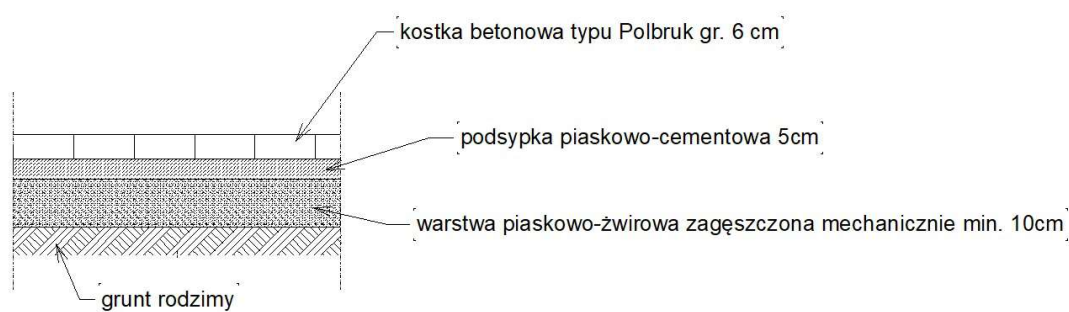 kostka betonowa typu Polbruk gr. 6 cm
podsypka piaskowo-cementowa 5cm
warstwa piaskowo-żwirowa zagęszczona mechanicznie min. 10cm
grunt rodzimy